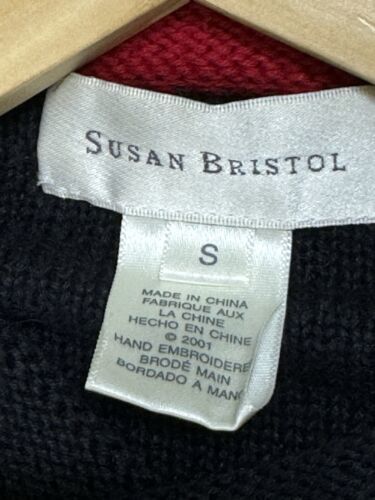 SUSAN BRISTOL
S
MADE IN CHINA
FABRIQUE AUX
LA CHINE
HECHO EN CHINE
© 2001
HAND EMBROIDERE
BRODÉ MAIN
BORDADO A MANO